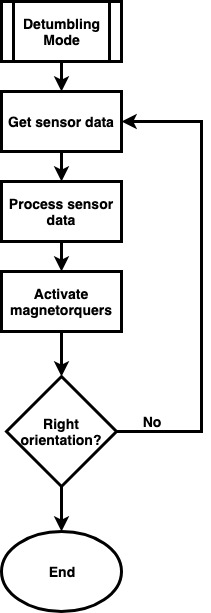 Detumbling
Mode
Get sensor data
Process sensor
data
Activate
magnetorquers
Right
orientation?
No
End